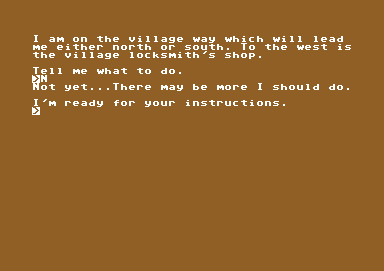 I am on the village way which will lead
me either north or south. To the west is
the village locksmith's shop.
Tell me what to do.
>N
Not yet...There may be more I should do.
I'm ready for your instructions.
>